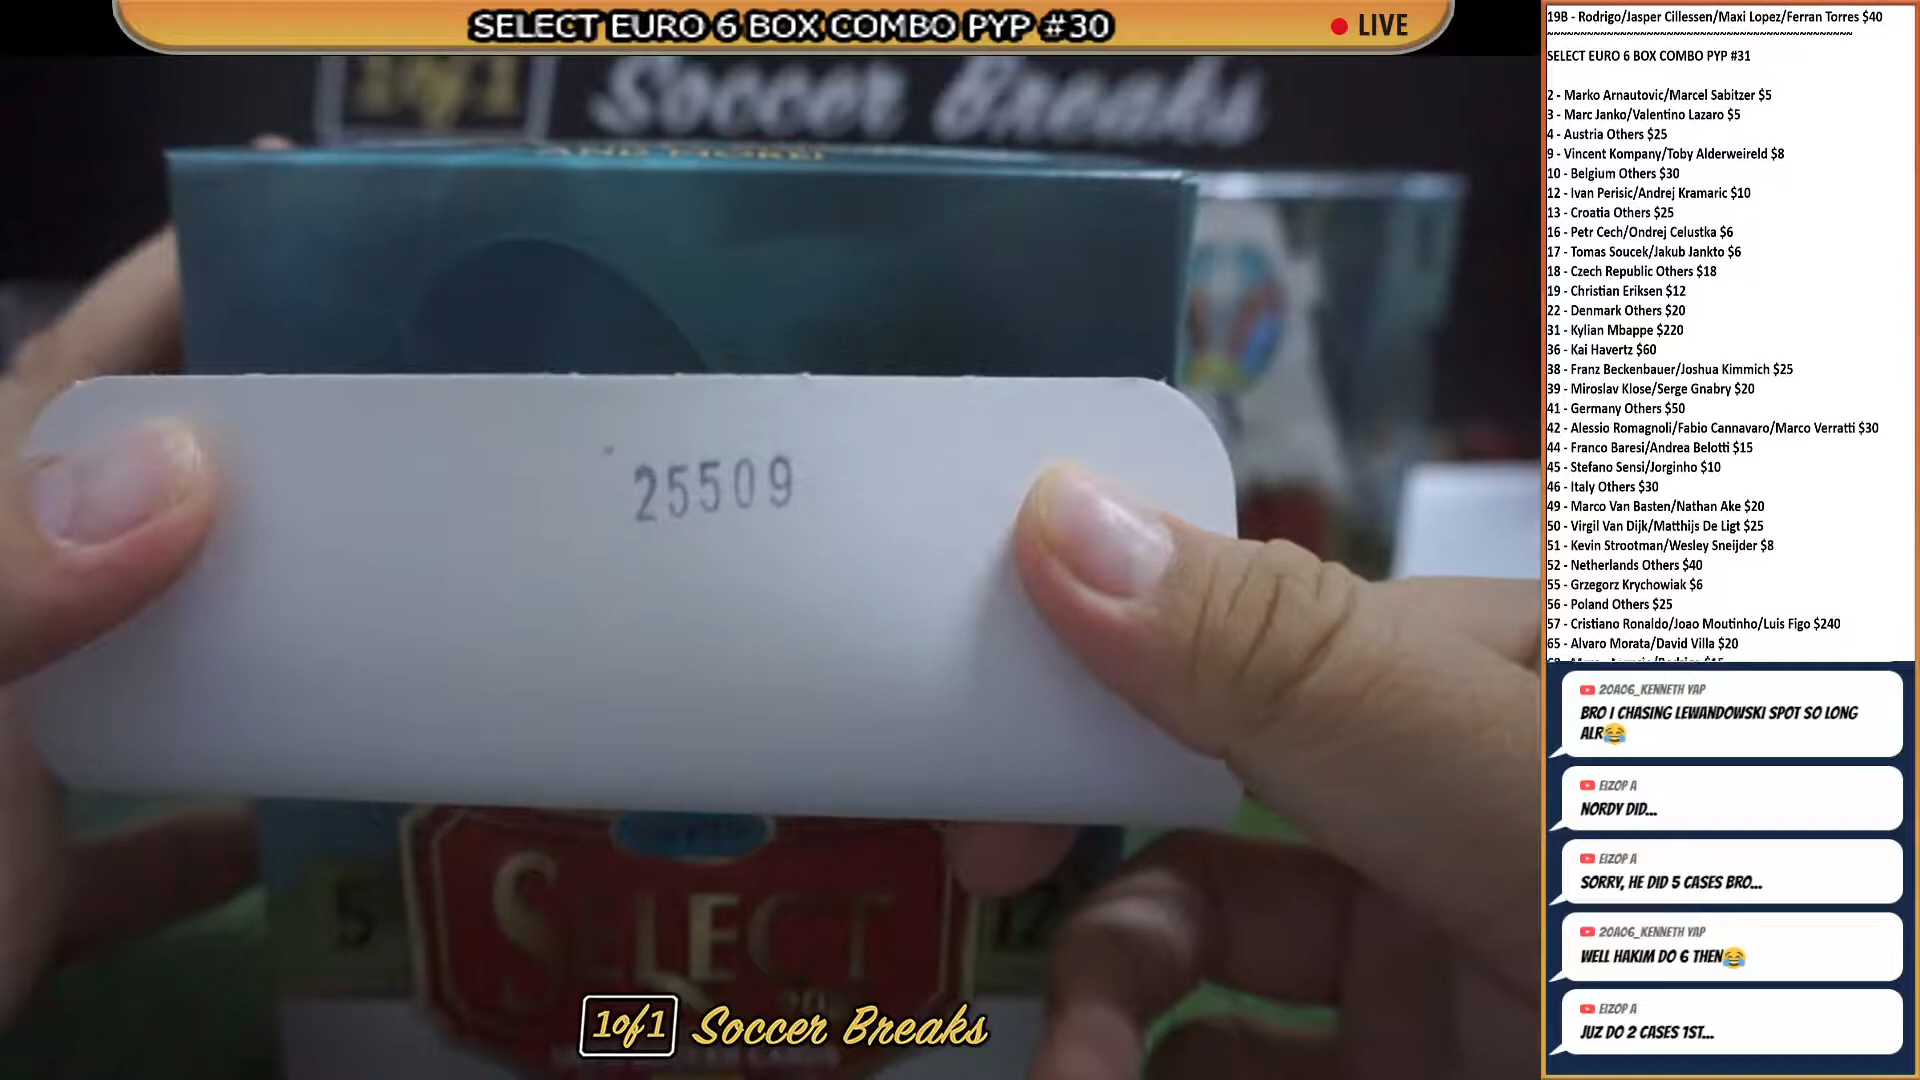 SELECT EURO 6 BOX COMBO PYP #30
LIVE
1of1 Soccer Breaks
AND MORE!
25509
5
SELECT
12
1of1 Soccer Breaks
19B - Rodrigo/Jasper Cillessen/Maxi Lopez/Ferran Torres $40
~~~~~~~~~~~~~~~~~~~~~~~~~~~~~~~~~~~~~~~~~~~~~~
SELECT EURO 6 BOX COMBO PYP #31
2 - Marko Arnautovic/Marcel Sabitzer $5
3 - Marc Janko/Valentino Lazaro $5
4 - Austria Others $25
9 - Vincent Kompany/Toby Alderweireld $8
10 - Belgium Others $30
12 - Ivan Perisic/Andrej Kramaric $10
13 - Croatia Others $25
16 - Petr Cech/Ondrej Celustka $6
17 - Tomas Soucek/Jakub Jankto $6
18 - Czech Republic Others $18
19 - Christian Eriksen $12
22 - Denmark Others $20
31 - Kylian Mbappe $220
36 - Kai Havertz $60
38 - Franz Beckenbauer/Joshua Kimmich $25
39 - Miroslav Klose/Serge Gnabry $20
41 - Germany Others $50
42 - Alessio Romagnoli/Fabio Cannavaro/Marco Verratti $30
44 - Franco Baresi/Andrea Belotti $15
45 - Stefano Sensi/Jorginho $10
46 - Italy Others $30
49 - Marco Van Basten/Nathan Ake $20
50 - Virgil Van Dijk/Matthijs De Ligt $25
51 - Kevin Strootman/Wesley Sneijder $8
52 - Netherlands Others $40
55 - Grzegorz Krychowiak $6
56 - Poland Others $25
57 - Cristiano Ronaldo/Joao Moutinho/Luis Figo $240
65 - Alvaro Morata/David Villa $20
20A06_KENNETH YAP
BRO I CHASING LEWANDOWSKI SPOT SO LONG
ALR😂
EIZOP A
NORDY DID...
EIZOP A
SORRY, HE DID 5 CASES BRO...
20A06_KENNETH YAP
WELL HAKIM DO 6 THEN😂
EIZOP A
JUZ DO 2 CASES 1ST...